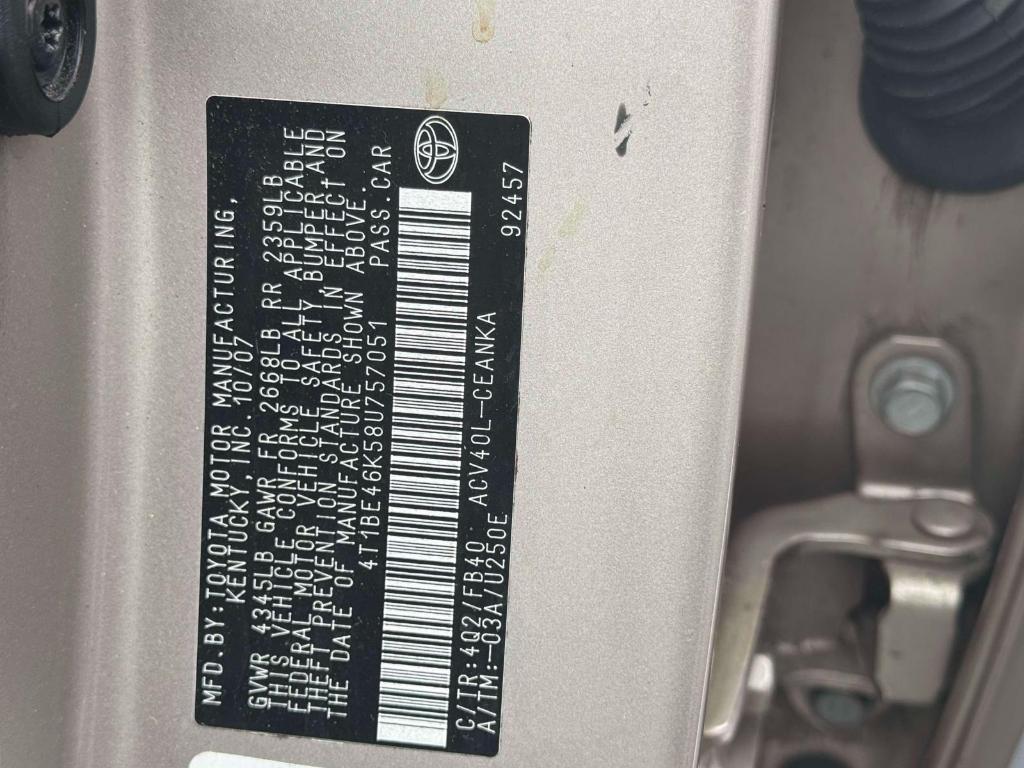 MFD.BY:TOYOTA MOTOR MANUFACTURING,
KENTUCKY, INC. 10/07
GVWR 4345LB GAWR FR 2668LB RR 2359LB
THIS VEHICLE CONFORMS TO ALL APPLICABLE
FEDERAL MOTOR VEHICLE SAFETY, BUMPER, AND
THEFT PREVENTION STANDARDS IN EFFECT ON
THE DATE OF MANUFACTURE SHOWN ABOVE.
4T1BE46K58U757051 PASS.CAR
C/TR:4Q2/FB40 ACV40L-CEANKA 92457
A/TM:-03A/U250E